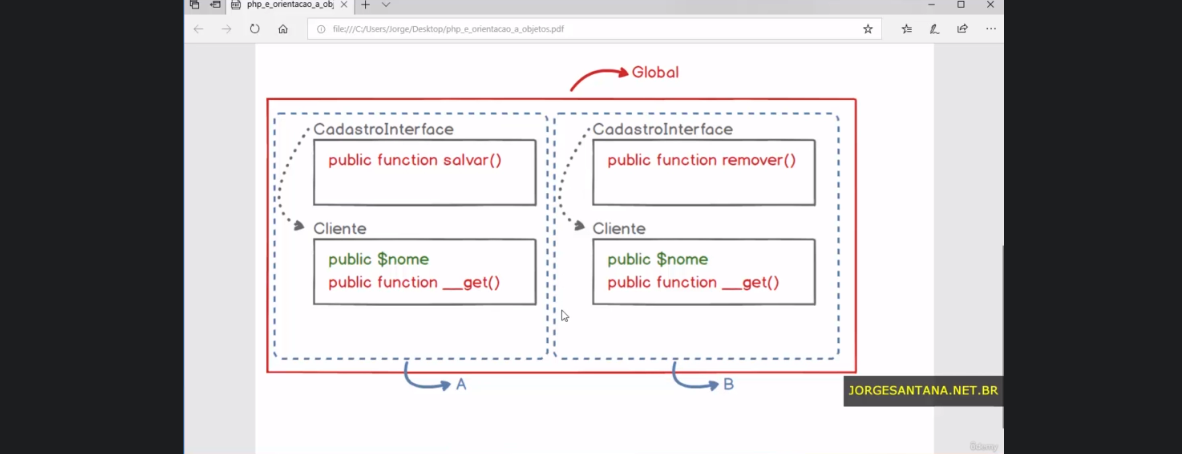 php_e_orientacao_a_obj
file:///C:/Users/Jorge/Desktop/php_e_orientacao_a_objetos.pdf
Global
CadastroInterface
public function salvar()
Cliente
public $nome
public function __get()
A
CadastroInterface
public function remover()
Cliente
public $nome
public function __get()
B
JORGESANTANA.NET.BR
ûdemy